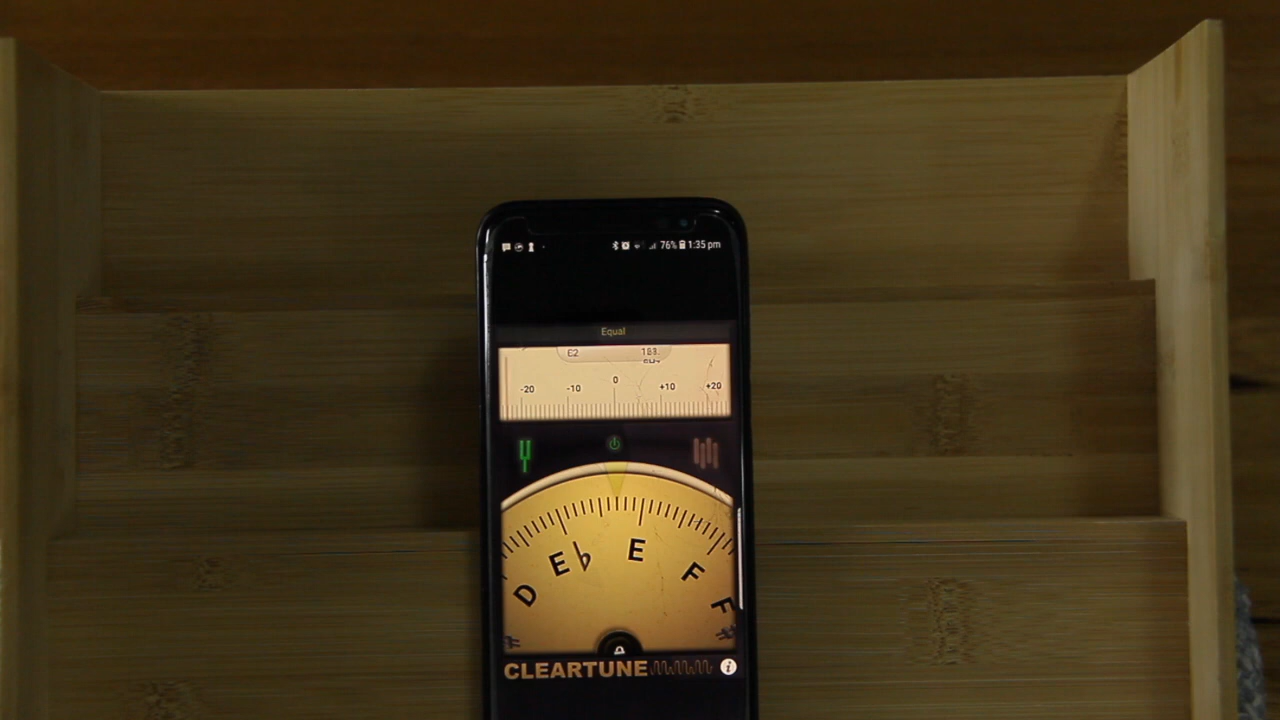 76% 1:35 pm
Equal
E2
-20 -10 0 +10 +20
D E♭ E F F
CLEARTUNE
i